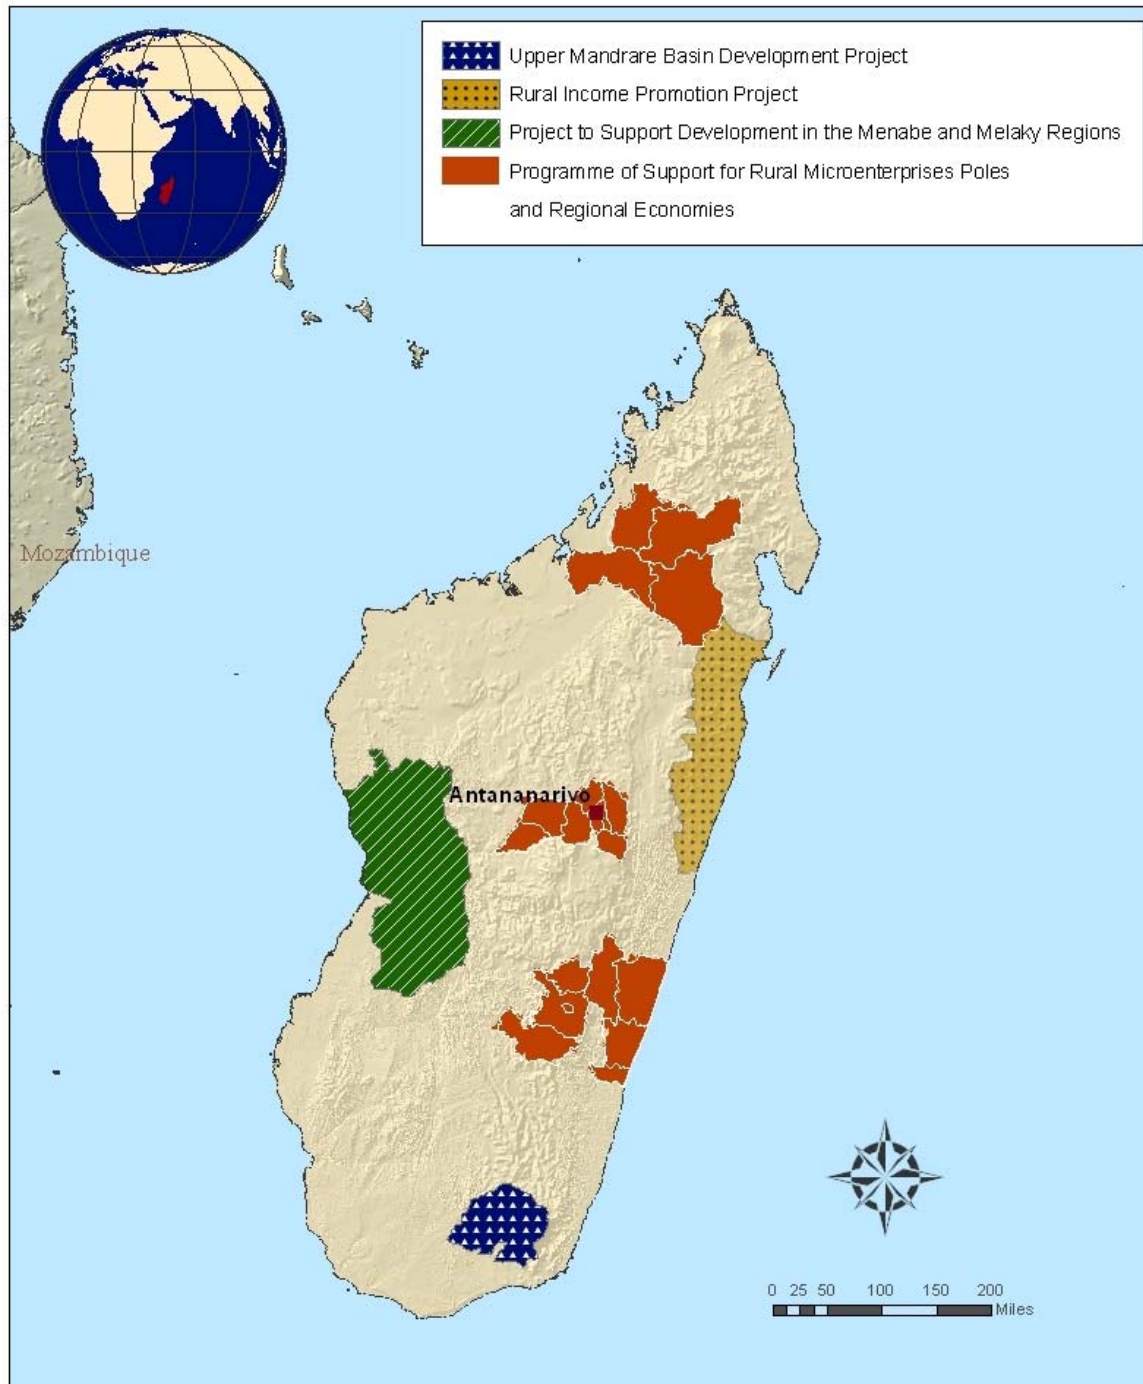 Upper Mandrare Basin Development Project
Rural Income Promotion Project
Project to Support Development in the Menabe and Melaky Regions
Programme of Support for Rural Microenterprises Poles
and Regional Economies
Mozambique
Antananarivo
0 25 50 100 150 200
Miles